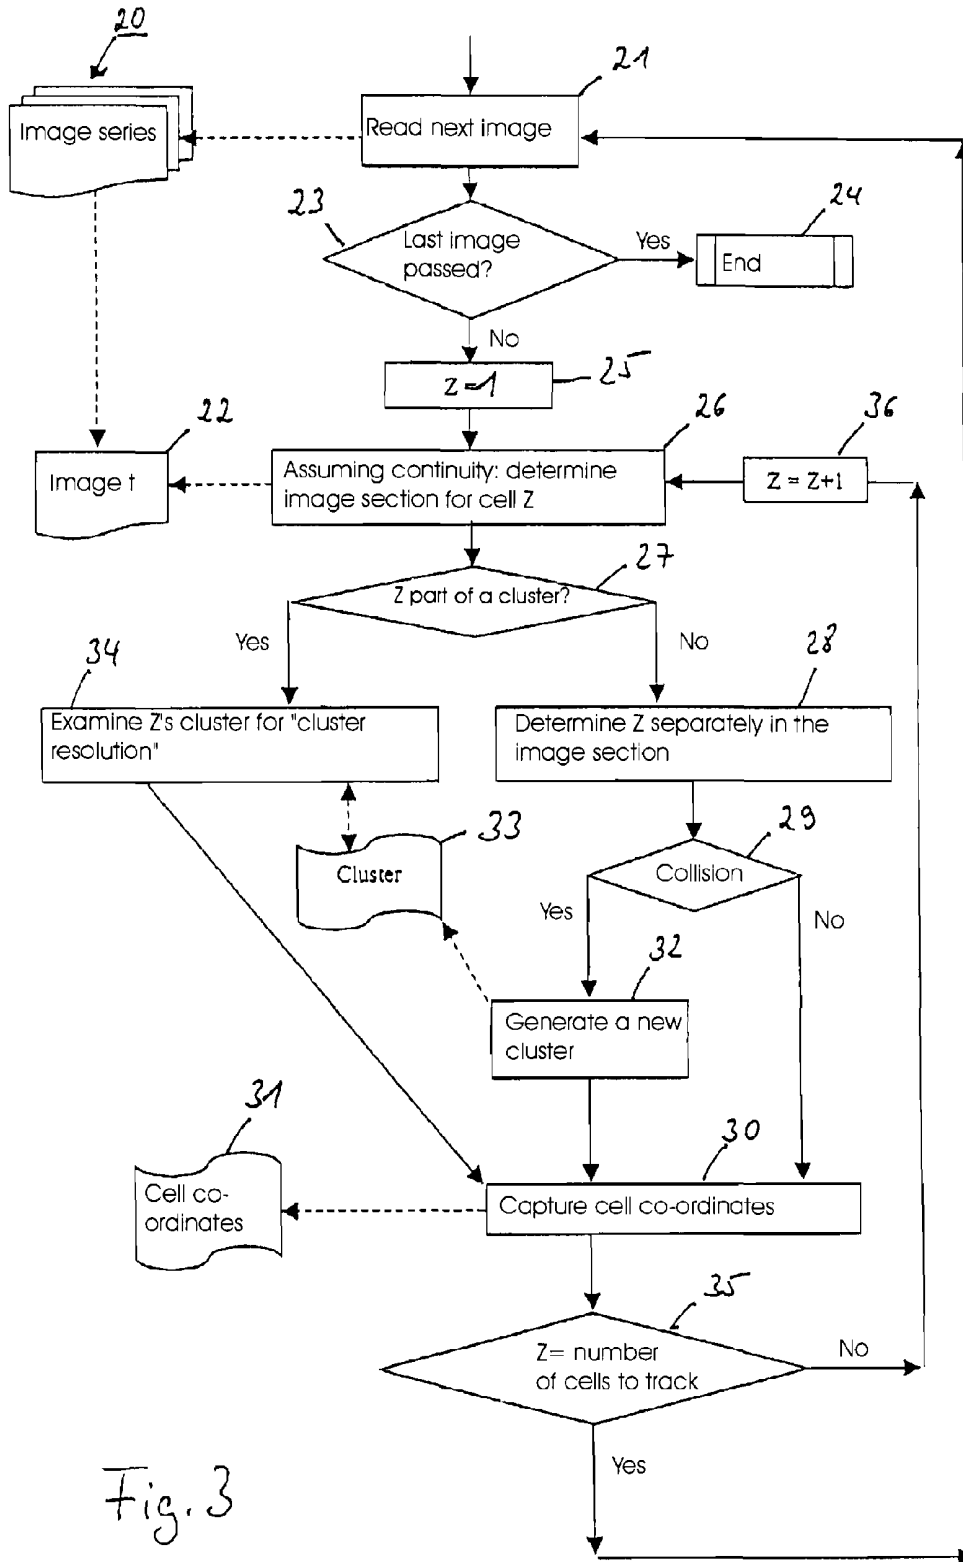 20
21
Image series
Read next image
23
24
Last image
passed?
Yes
End
No
25
z=1
22
26
36
Image t
Assuming continuity: determine
image section for cell Z
z = z+1
27
Z part of a cluster?
Yes
No
34
28
Examine Z's cluster for "cluster
resolution"
Determine Z separately in the
image section
33
29
Cluster
Collision
Yes
No
32
Generate a new
cluster
31
30
Cell co-
ordinates
Capture cell co-ordinates
35
Z= number
of cells to track
No
Yes
Fig. 3